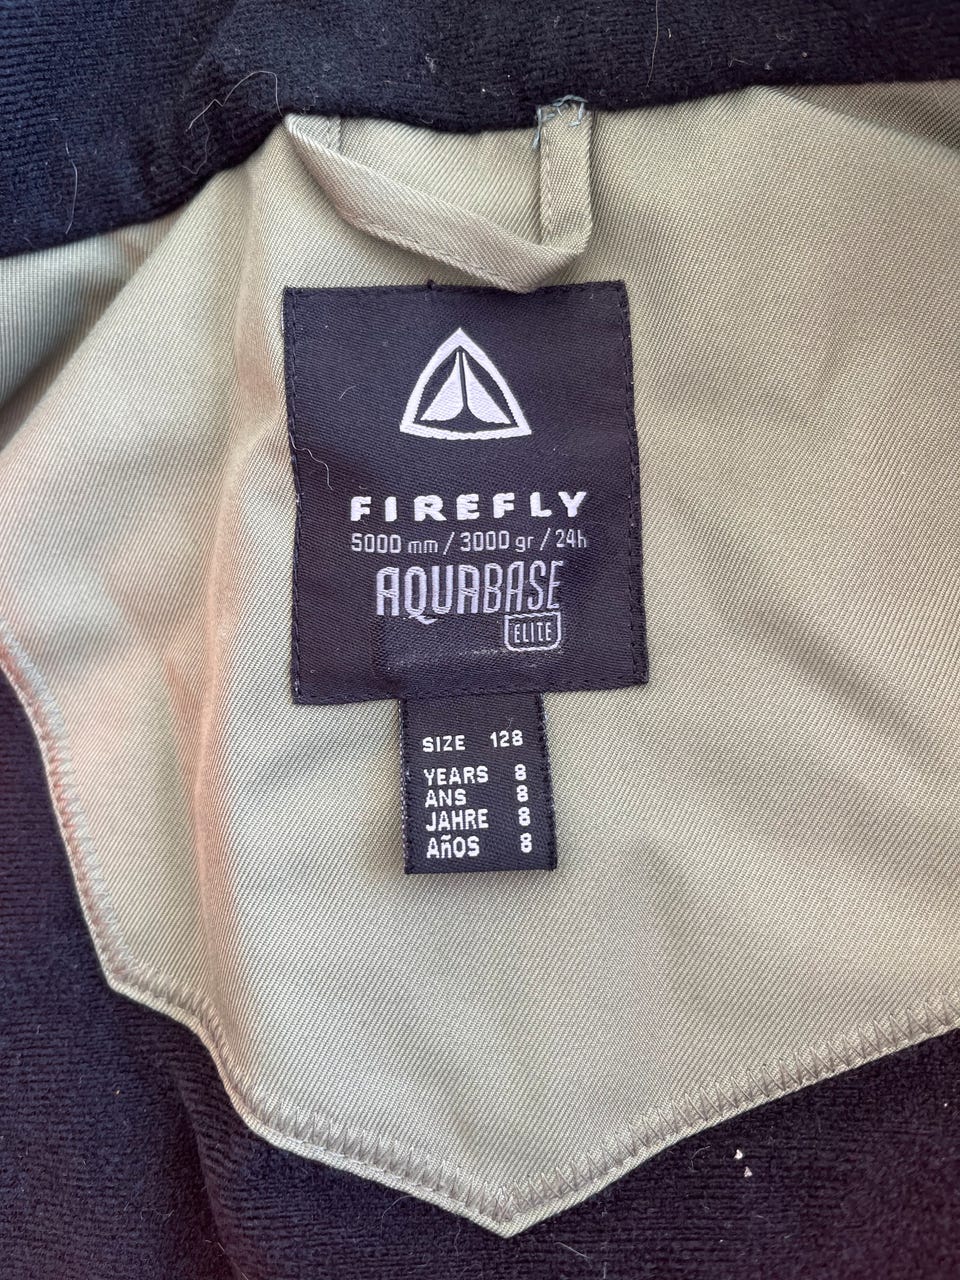 FIREFLY
5000 mm / 3000 gr / 24h
AQUABASE
ELITE
SIZE 128
YEARS 8
ANS 8
JAHRE 8
AñOS 8